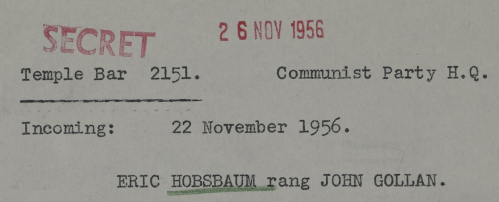 SECRET
26 NOV 1956
Temple Bar 2151. Communist Party H.Q.
Incoming: 22 November 1956.
ERIC HOBSBAUM rang JOHN GOLLAN.